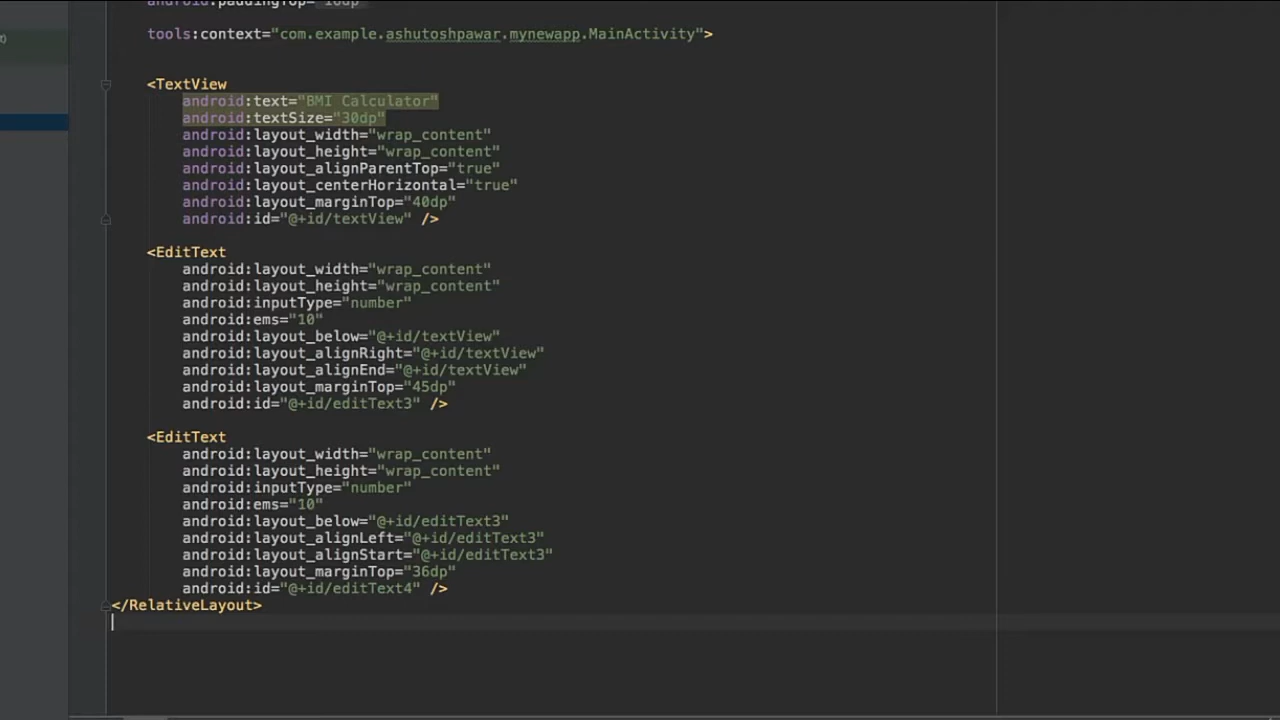 android:paddingTop="16dp"
tools:context="com.example.ashutoshpawar.mynewapp.MainActivity">
<TextView
android:text="BMI Calculator"
android:textSize="30dp"
android:layout_width="wrap_content"
android:layout_height="wrap_content"
android:layout_alignParentTop="true"
android:layout_centerHorizontal="true"
android:layout_marginTop="40dp"
android:id="@+id/textView" />
<EditText
android:layout_width="wrap_content"
android:layout_height="wrap_content"
android:inputType="number"
android:ems="10"
android:layout_below="@+id/textView"
android:layout_alignRight="@+id/textView"
android:layout_alignEnd="@+id/textView"
android:layout_marginTop="45dp"
android:id="@+id/editText3" />
<EditText
android:layout_width="wrap_content"
android:layout_height="wrap_content"
android:inputType="number"
android:ems="10"
android:layout_below="@+id/editText3"
android:layout_alignLeft="@+id/editText3"
android:layout_alignStart="@+id/editText3"
android:layout_marginTop="36dp"
android:id="@+id/editText4" />
</RelativeLayout>